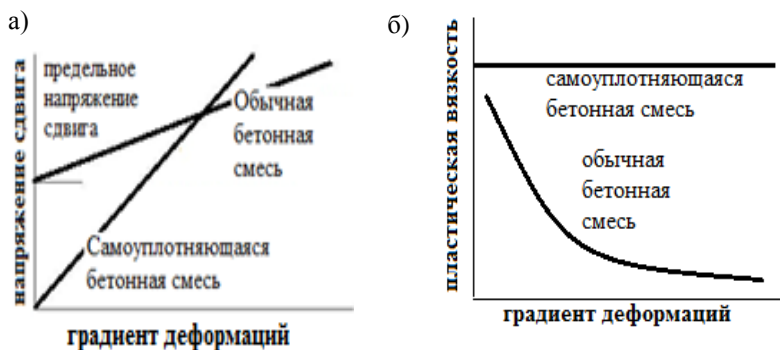 а)
напряжение сдвига
предельное
напряжение
сдвига
Обычная
бетонная
смесь
Самоуплотняющаяся
бетонная смесь
градиент деформаций
б)
пластическая вязкость
самоуплотняющаяся
бетонная смесь
обычная
бетонная
смесь
градиент деформаций